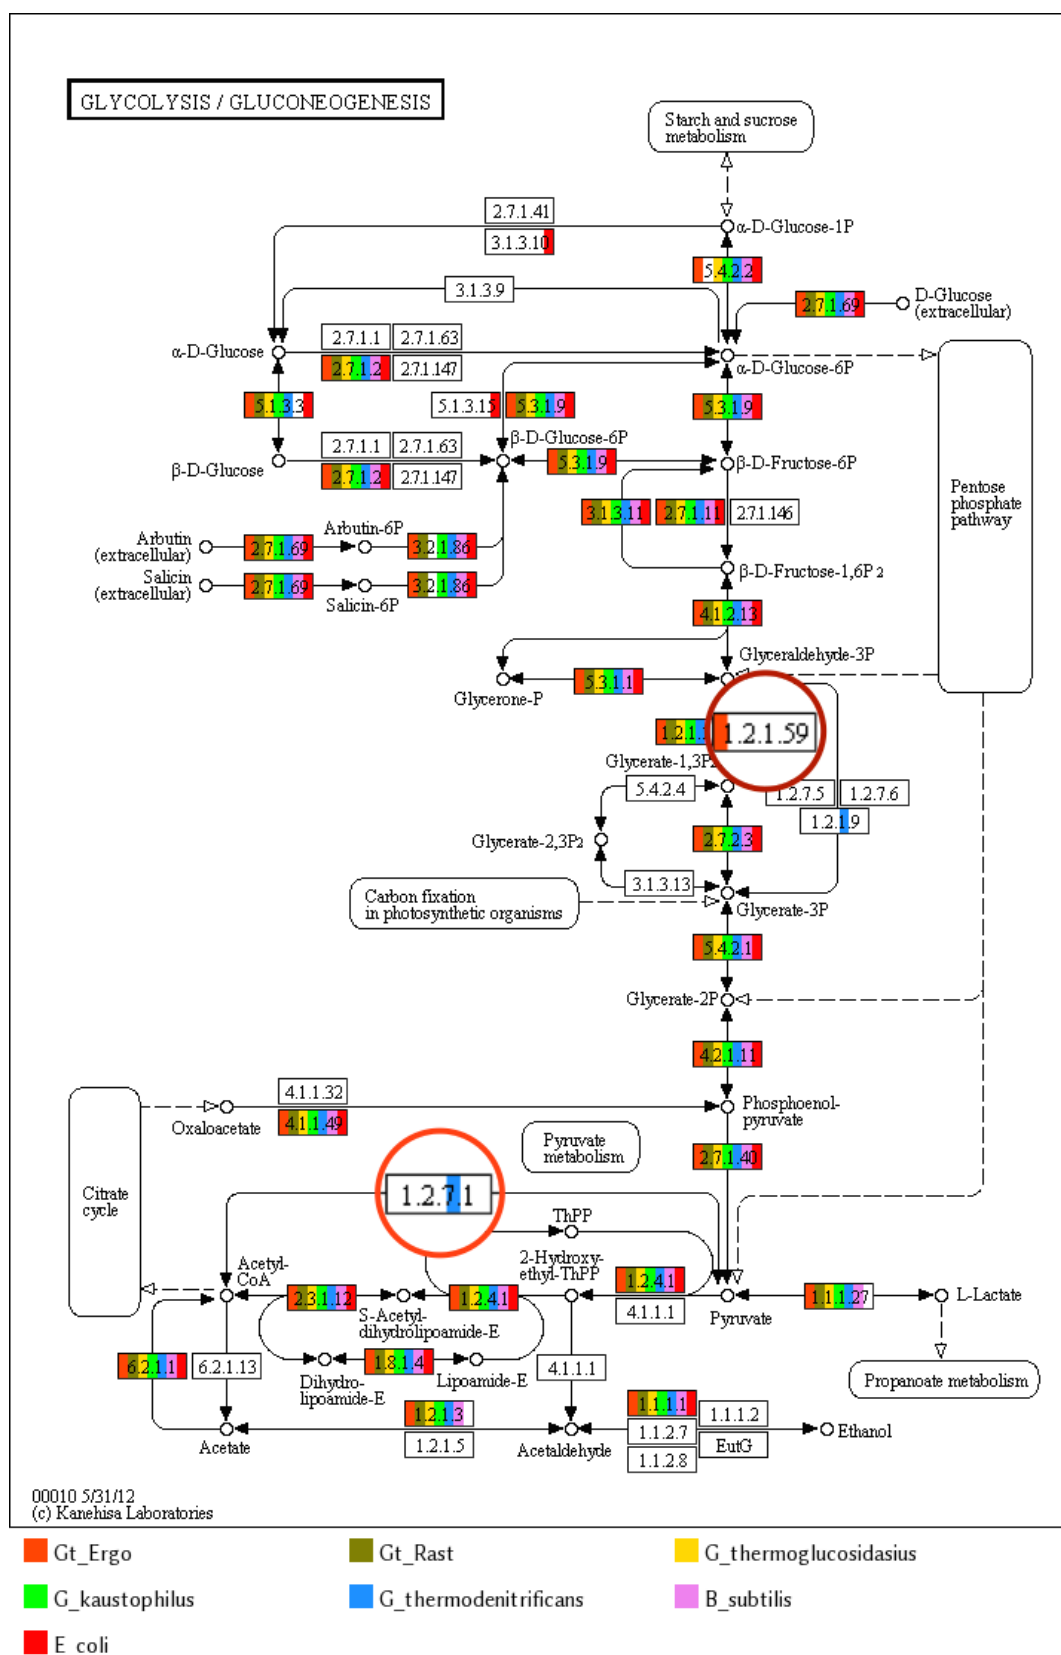 GLYCOLYSIS / GLUCONEOGENESIS
Starch and sucrose
metabolism
2.7.1.41
3.1.3.10
α-D-Glucose-1P
5.4.2.2
3.1.3.9
2.7.1.69
D-Glucose
(extracellular)
2.7.1.1
2.7.1.63
α-D-Glucose
2.7.1.2
2.7.1.147
α-D-Glucose-6P
5.1.3.3
5.1.3.15
5.3.1.9
5.3.1.9
2.7.1.1
2.7.1.63
β-D-Glucose-6P
β-D-Glucose
2.7.1.2
2.7.1.147
5.3.1.9
β-D-Fructose-6P
Pentose
phosphate
pathway
3.1.3.11
2.7.1.11
2.7.1.146
Arbutin
(extracellular)
2.7.1.69
Arbutin-6P
3.2.1.86
Salicin
(extracellular)
2.7.1.69
Salicin-6P
3.2.1.86
β-D-Fructose-1,6P2
4.1.2.13
Glyceraldehyde-3P
Glycerone-P
5.3.1.1
1.2.1.1
1.2.1.59
Glycerate-1,3P2
5.4.2.4
1.2.7.5
1.2.7.6
1.2.1.9
Glycerate-2,3P2
2.7.2.3
3.1.3.13
Carbon fixation
in photosynthetic organisms
Glycerate-3P
5.4.2.1
Glycerate-2P
4.2.1.11
4.1.1.32
Oxaloacetate
4.1.1.49
Phosphoenol-
pyruvate
Pyruvate
metabolism
2.7.1.40
Citrate
cycle
1.2.7.1
ThPP
Acetyl-
CoA
2-Hydroxy-
ethyl-ThPP
2.3.1.12
S-Acetyl-
dihydrolipoamide-E
1.2.4.1
1.2.4.1
4.1.1.1
Pyruvate
1.1.1.27
L-Lactate
6.2.1.1
6.2.1.13
Dihydro-
lipoamide-E
1.8.1.4
Lipoamide-E
4.1.1.1
Propanoate metabolism
Acetate
1.2.1.3
1.2.1.5
Acetaldehyde
1.1.1.1
1.1.1.2
1.1.2.7
EutG
1.1.2.8
Ethanol
00010 5/31/12
(c) Kanehisa Laboratories
Gt_Ergo
Gt_Rast
G_thermoglucosidasius
G_kaustophilus
G_thermodenitrificans
B_subtilis
E coli